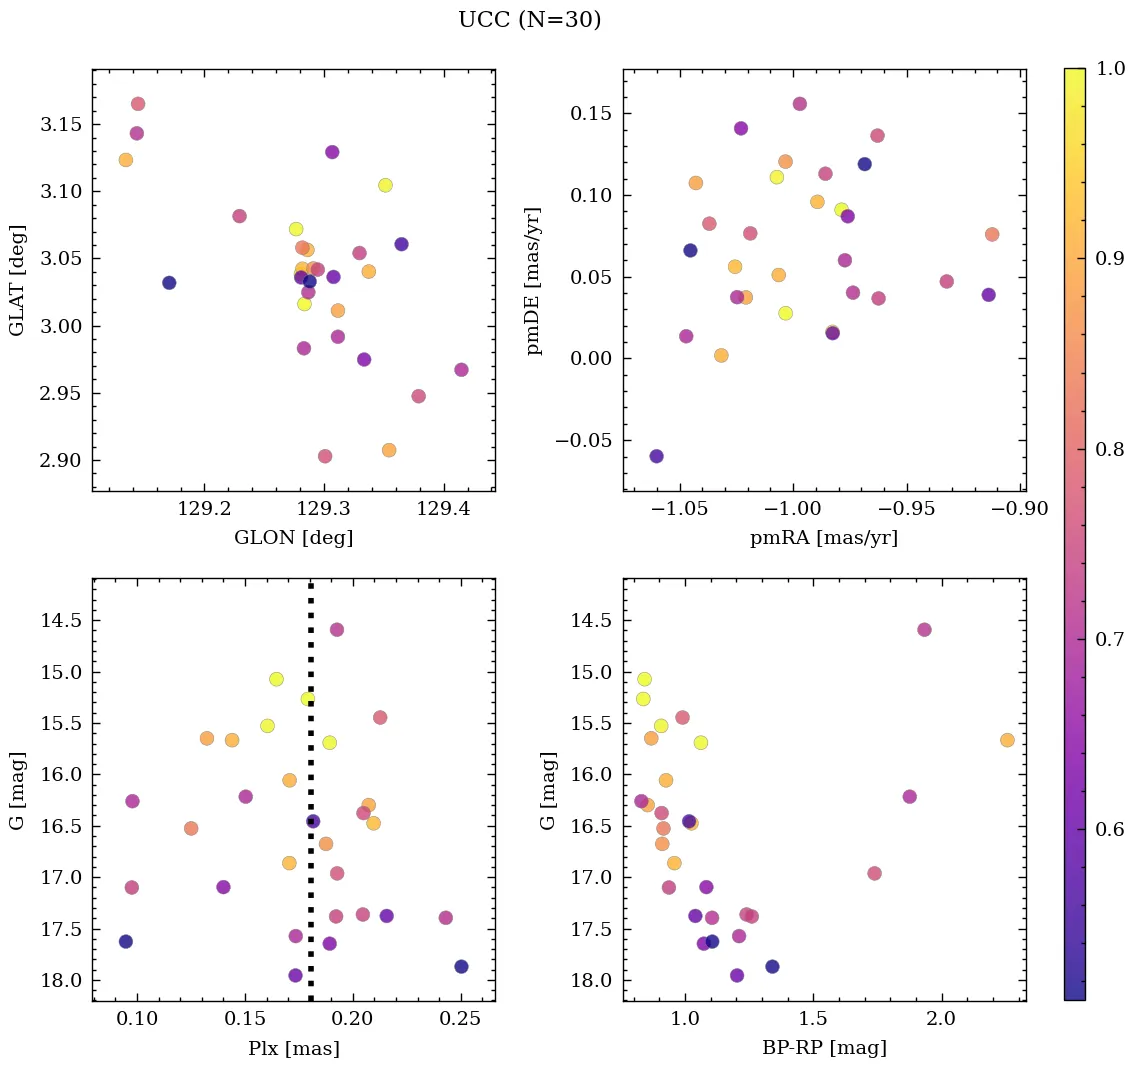 UCC (N=30)
3.15
3.10
3.05
3.00
2.95
2.90
GLAT [deg]
129.2 129.3 129.4
GLON [deg]
0.15
0.10
0.05
0.00
−0.05
pmDE [mas/yr]
−1.05 −1.00 −0.95 −0.90
pmRA [mas/yr]
14.5
15.0
15.5
16.0
16.5
17.0
17.5
18.0
G [mag]
0.10 0.15 0.20 0.25
Plx [mas]
14.5
15.0
15.5
16.0
16.5
17.0
17.5
18.0
G [mag]
1.0 1.5 2.0
BP-RP [mag]
1.0
0.9
0.8
0.7
0.6